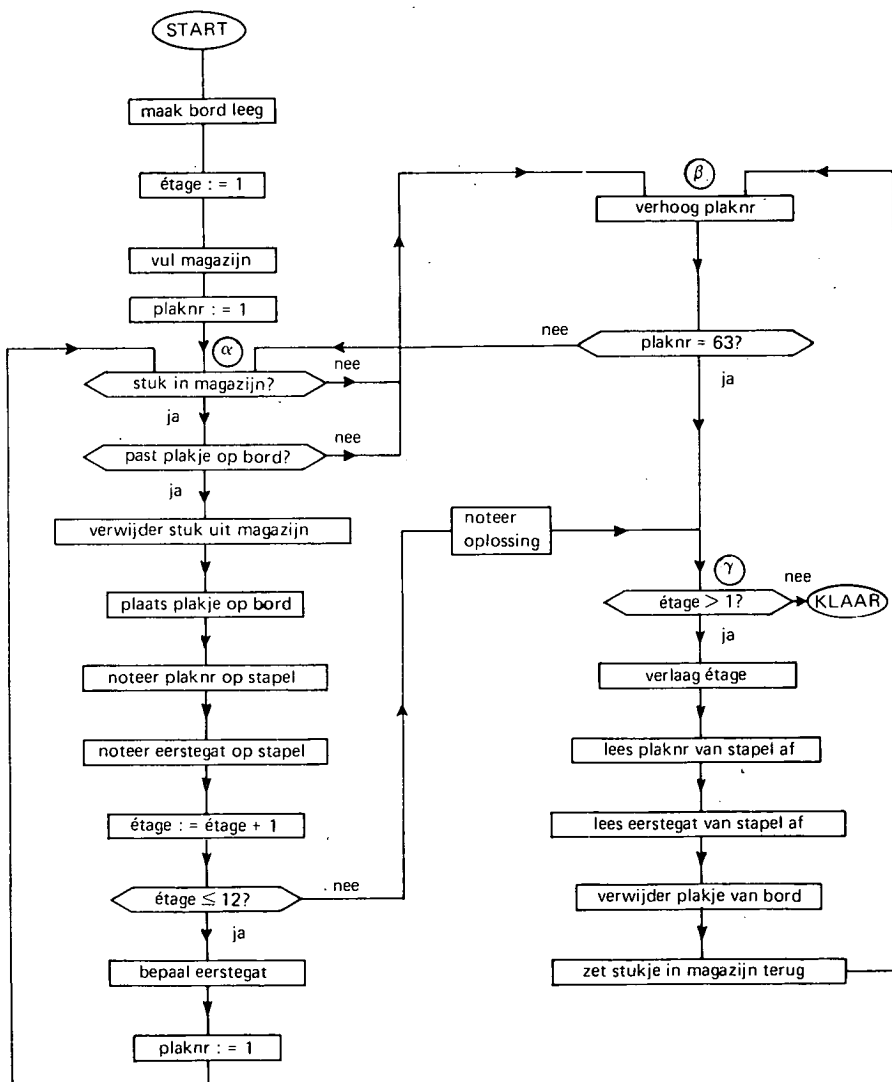 START
maak bord leeg
étage : = 1
vul magazijn
plaknr : = 1
α
stuk in magazijn?
nee
ja
past plakje op bord?
nee
ja
verwijder stuk uit magazijn
plaats plakje op bord
noteer plaknr op stapel
noteer eerstegat op stapel
étage : = étage + 1
étage ≤ 12?
nee
ja
bepaal eerstegat
plaknr : = 1
noteer
oplossing
β
verhoog plaknr
plaknr = 63?
nee
ja
γ
étage > 1?
nee
KLAAR
ja
verlaag étage
lees plaknr van stapel af
lees eerstegat van stapel af
verwijder plakje van bord
zet stukje in magazijn terug